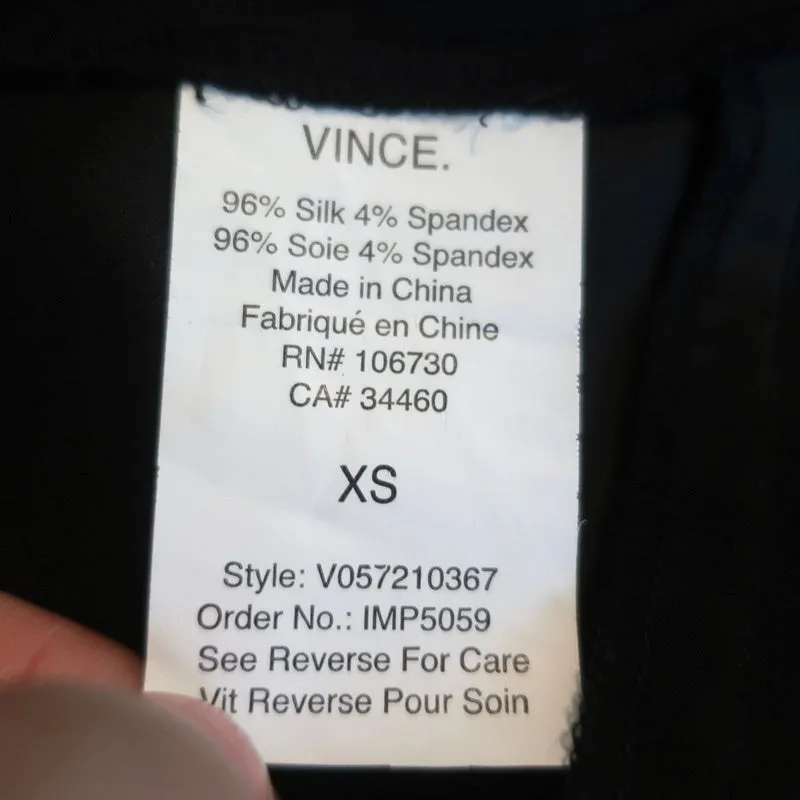 VINCE.
96% Silk 4% Spandex
96% Soie 4% Spandex
Made in China
Fabriqué en Chine
RN# 106730
CA# 34460
XS
Style: V057210367
Order No.: IMP5059
See Reverse For Care
Vit Reverse Pour Soin